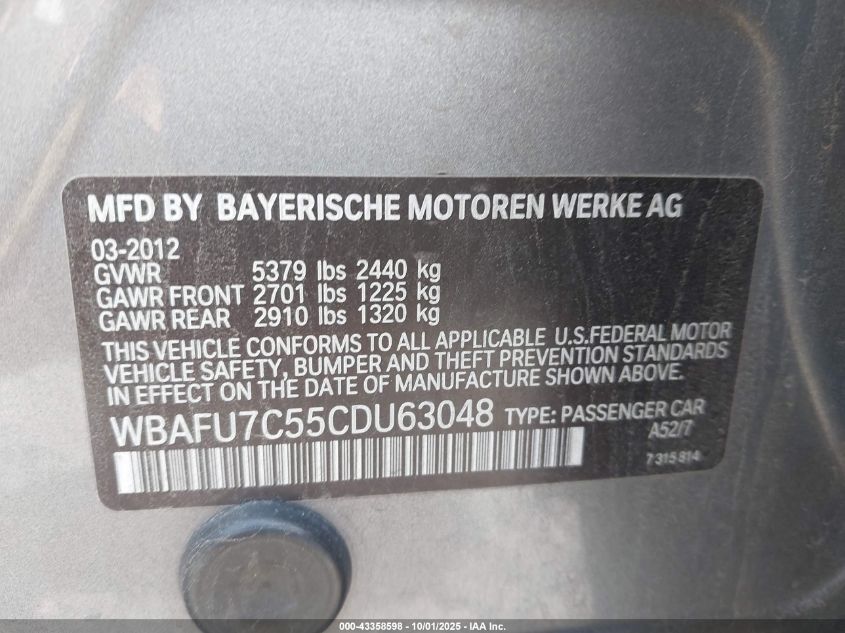 MFD BY BAYERISCHE MOTOREN WERKE AG
03-2012
GVWR 5379 lbs 2440 kg
GAWR FRONT 2701 lbs 1225 kg
GAWR REAR 2910 lbs 1320 kg
THIS VEHICLE CONFORMS TO ALL APPLICABLE U.S.FEDERAL MOTOR
VEHICLE SAFETY, BUMPER AND THEFT PREVENTION STANDARDS
IN EFFECT ON THE DATE OF MANUFACTURE SHOWN ABOVE.
WBAFU7C55CDU63048 TYPE: PASSENGER CAR
A52/7
7 315 814
000-43358598 - 10/01/2025 - IAA Inc.